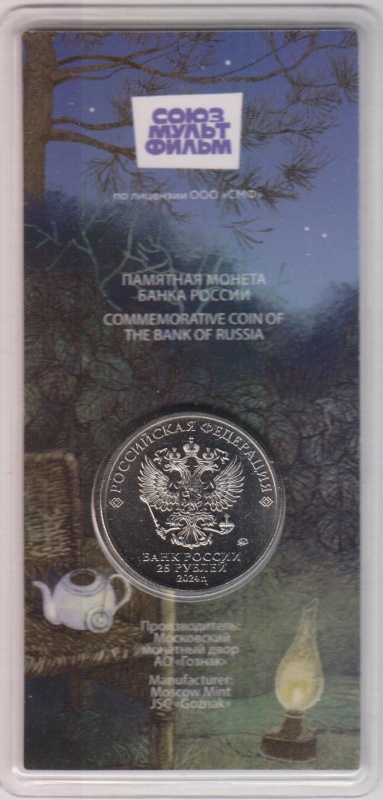 СОЮЗ
МУЛЬТ
ФИЛЬМ
по лицензии ООО «СМФ»
ПАМЯТНАЯ МОНЕТА
БАНКА РОССИИ
COMMEMORATIVE COIN OF
THE BANK OF RUSSIA
РОССИЙСКАЯ ФЕДЕРАЦИЯ
БАНК РОССИИ
25 РУБЛЕЙ
2024 г.
Производитель:
Московский
монетный двор
АО «Гознак»
Manufacturer:
Moscow Mint
JSC «Goznak»